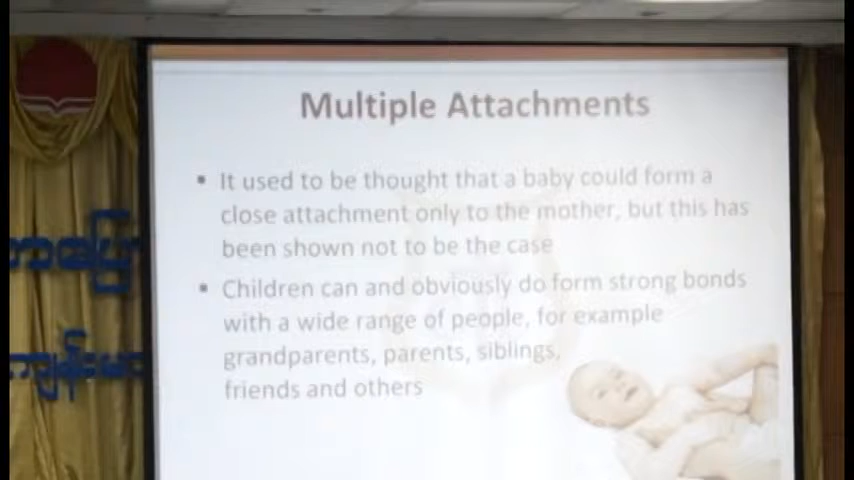 Multiple Attachments
▪ It used to be thought that a baby could form a
close attachment only to the mother, but this has
been shown not to be the case
▪ Children can and obviously do form strong bonds
with a wide range of people, for example
grandparents, parents, siblings,
friends and others